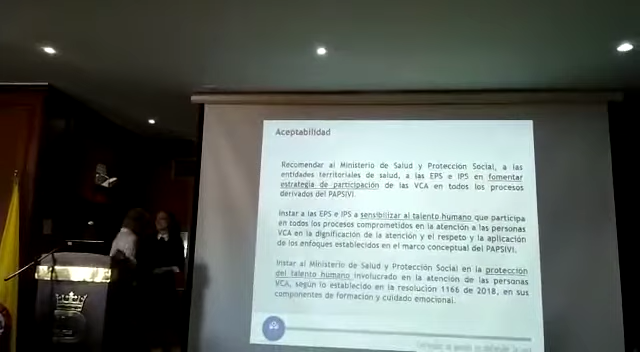 Aceptabilidad
Recomendar al Ministerio de Salud y Protección Social, a las
entidades territoriales de salud, a las EPS e IPS en fomentar
estrategia de participación de las VCA en todos los procesos
derivados del PAPSIVI.
Instar a las EPS e IPS a sensibilizar al talento humano que participa
en todos los procesos comprometidos en la atención a las personas
VCA en la dignificación de la atención y el respeto y la aplicación
de los enfoques establecidos en el marco conceptual del PAPSIVI.
Instar al Ministerio de Salud y Protección Social en la protección
del talento humano involucrado en la atención de las personas
VCA, según lo establecido en la resolución 1166 de 2018, en sus
componentes de formación y cuidado emocional.